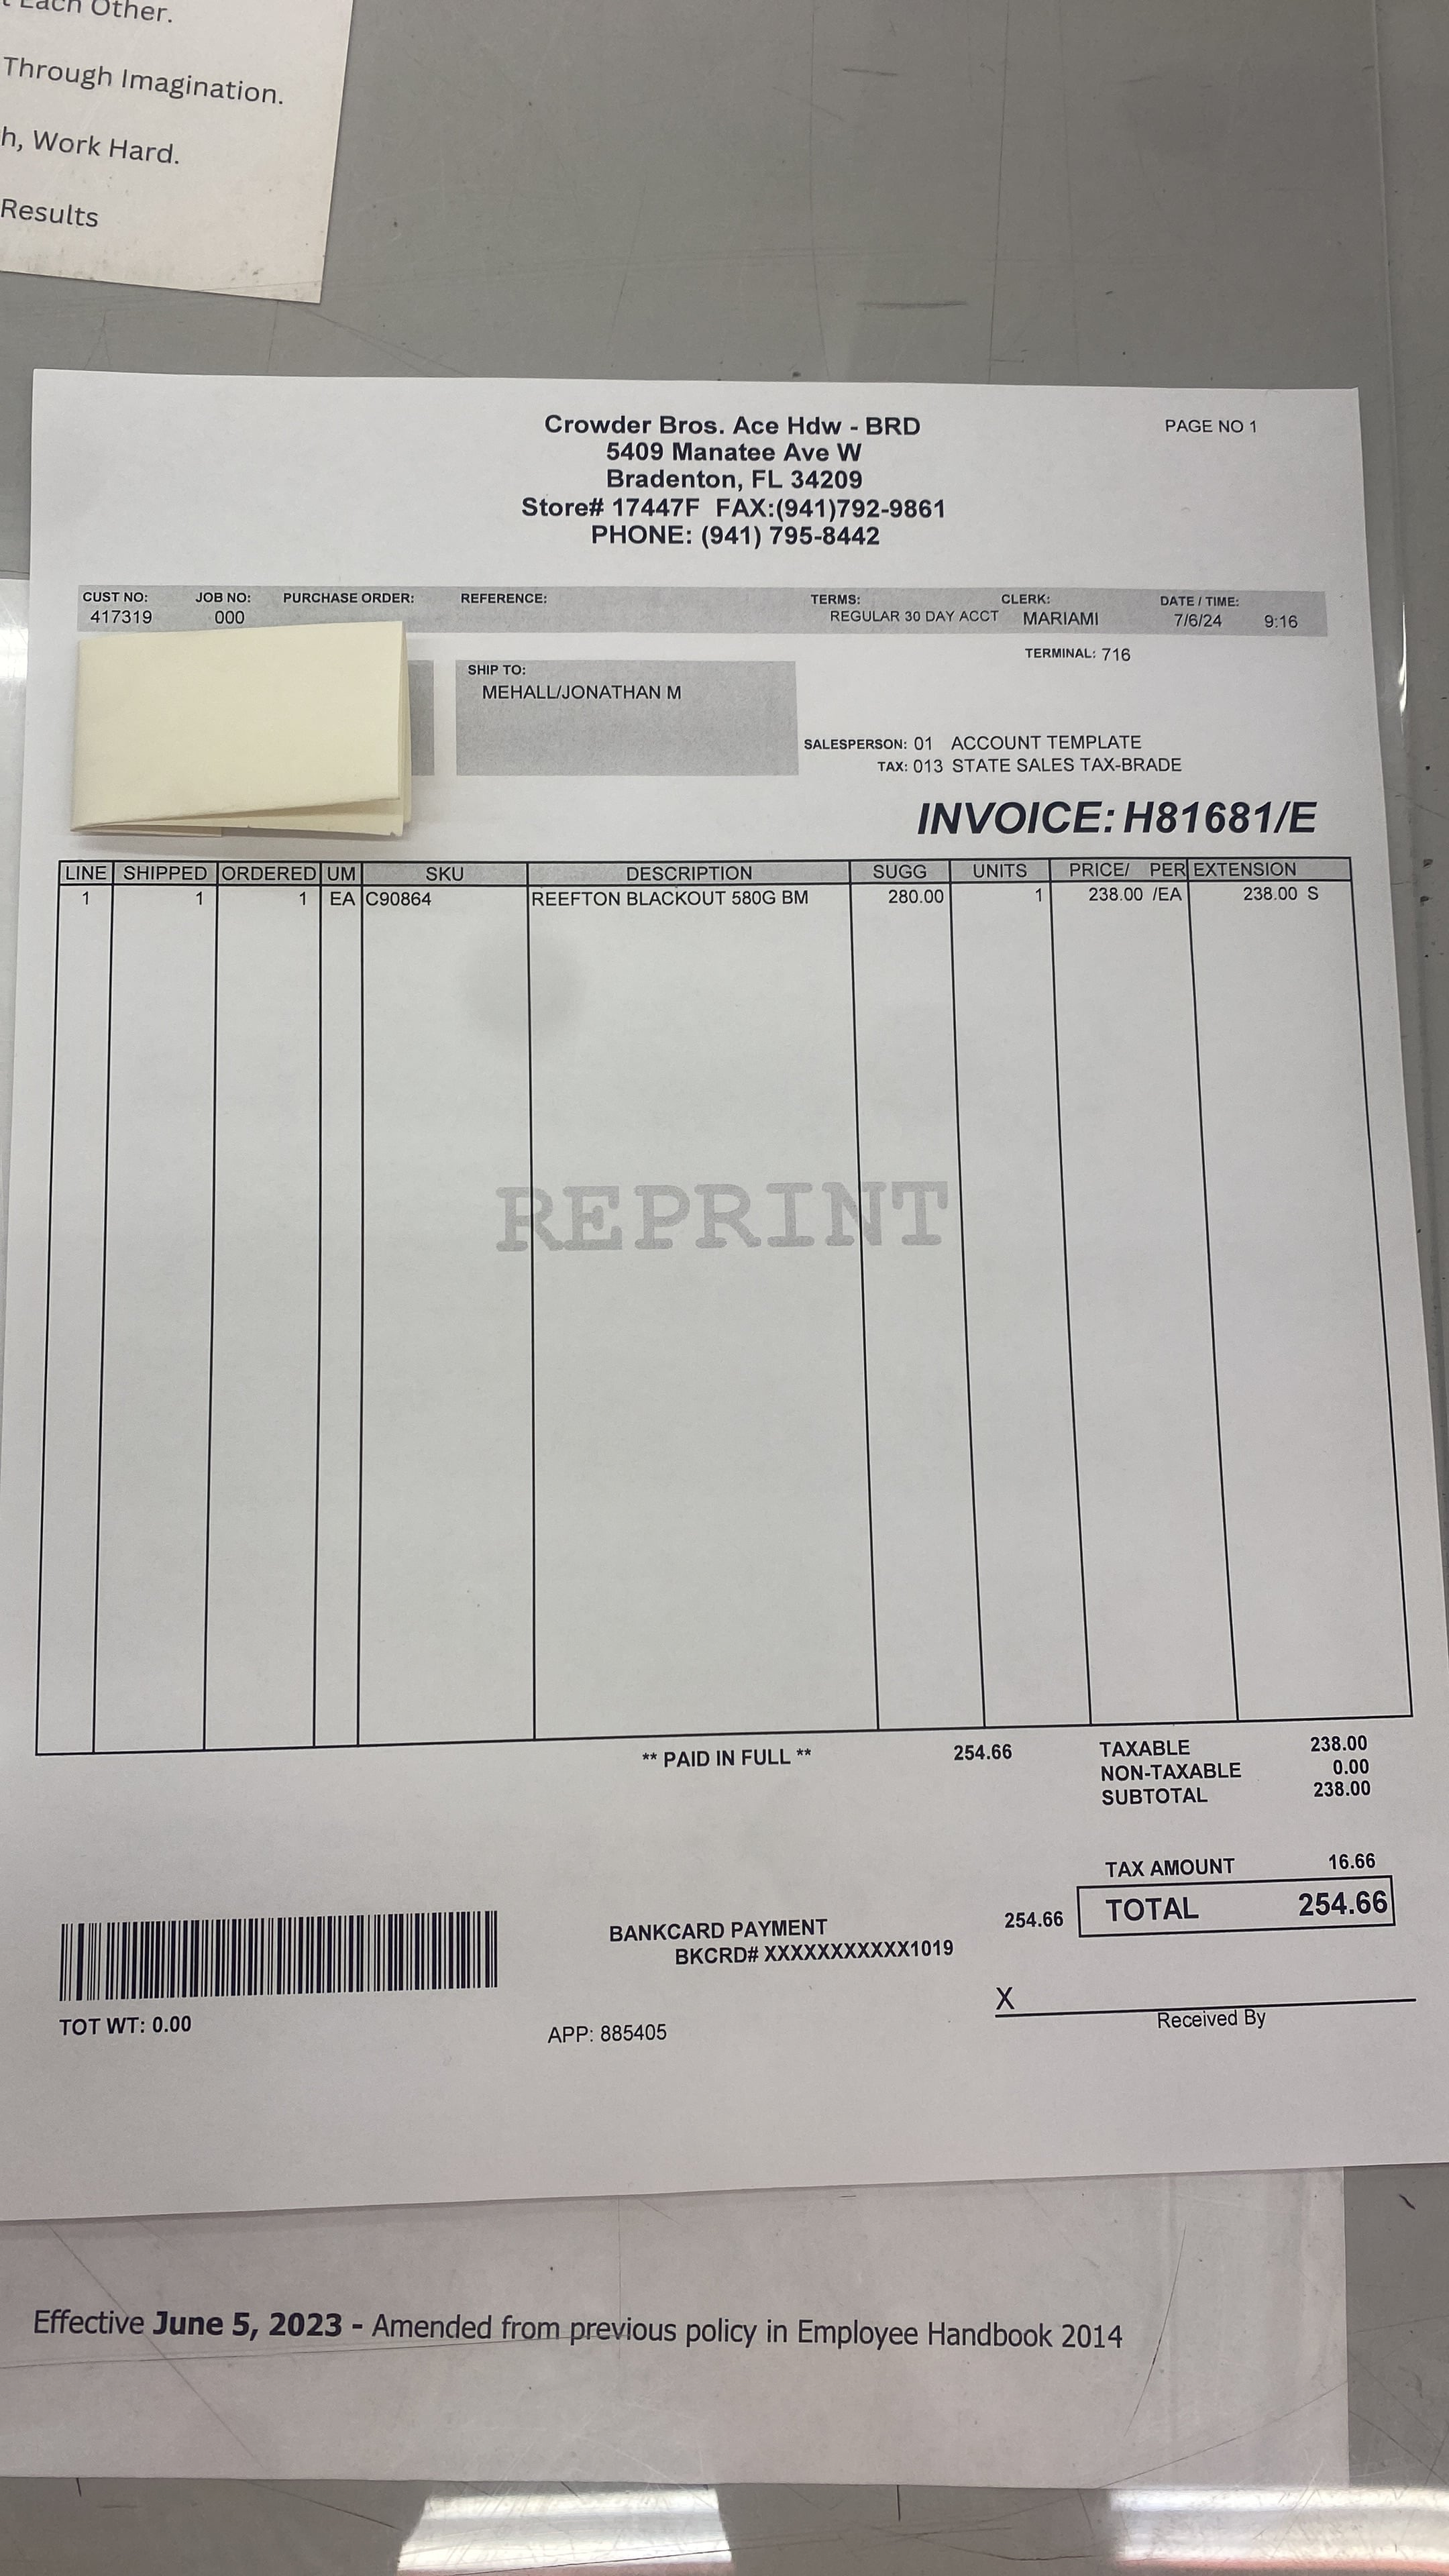 Each Other.
Through Imagination.
h, Work Hard.
Results
Crowder Bros. Ace Hdw - BRD
PAGE NO 1
5409 Manatee Ave W
Bradenton, FL 34209
Store# 17447F FAX:(941)792-9861
PHONE: (941) 795-8442
CUST NO: JOB NO: PURCHASE ORDER: REFERENCE: TERMS: CLERK: DATE / TIME:
417319 000 REGULAR 30 DAY ACCT MARIAMI 7/6/24 9:16
TERMINAL: 716
SHIP TO:
MEHALL/JONATHAN M
SALESPERSON: 01 ACCOUNT TEMPLATE
TAX: 013 STATE SALES TAX-BRADE
INVOICE: H81681/E
LINE SHIPPED ORDERED UM SKU DESCRIPTION SUGG UNITS PRICE/ PER EXTENSION
1 1 1 EA C90864 REEFTON BLACKOUT 580G BM 280.00 1 238.00 /EA 238.00 S
REPRINT
** PAID IN FULL ** 254.66 TAXABLE 238.00
NON-TAXABLE 0.00
SUBTOTAL 238.00
TAX AMOUNT 16.66
BANKCARD PAYMENT 254.66 TOTAL 254.66
BKCRD# XXXXXXXXXXXX1019
X
Received By
TOT WT: 0.00 APP: 885405
Effective June 5, 2023 - Amended from previous policy in Employee Handbook 2014